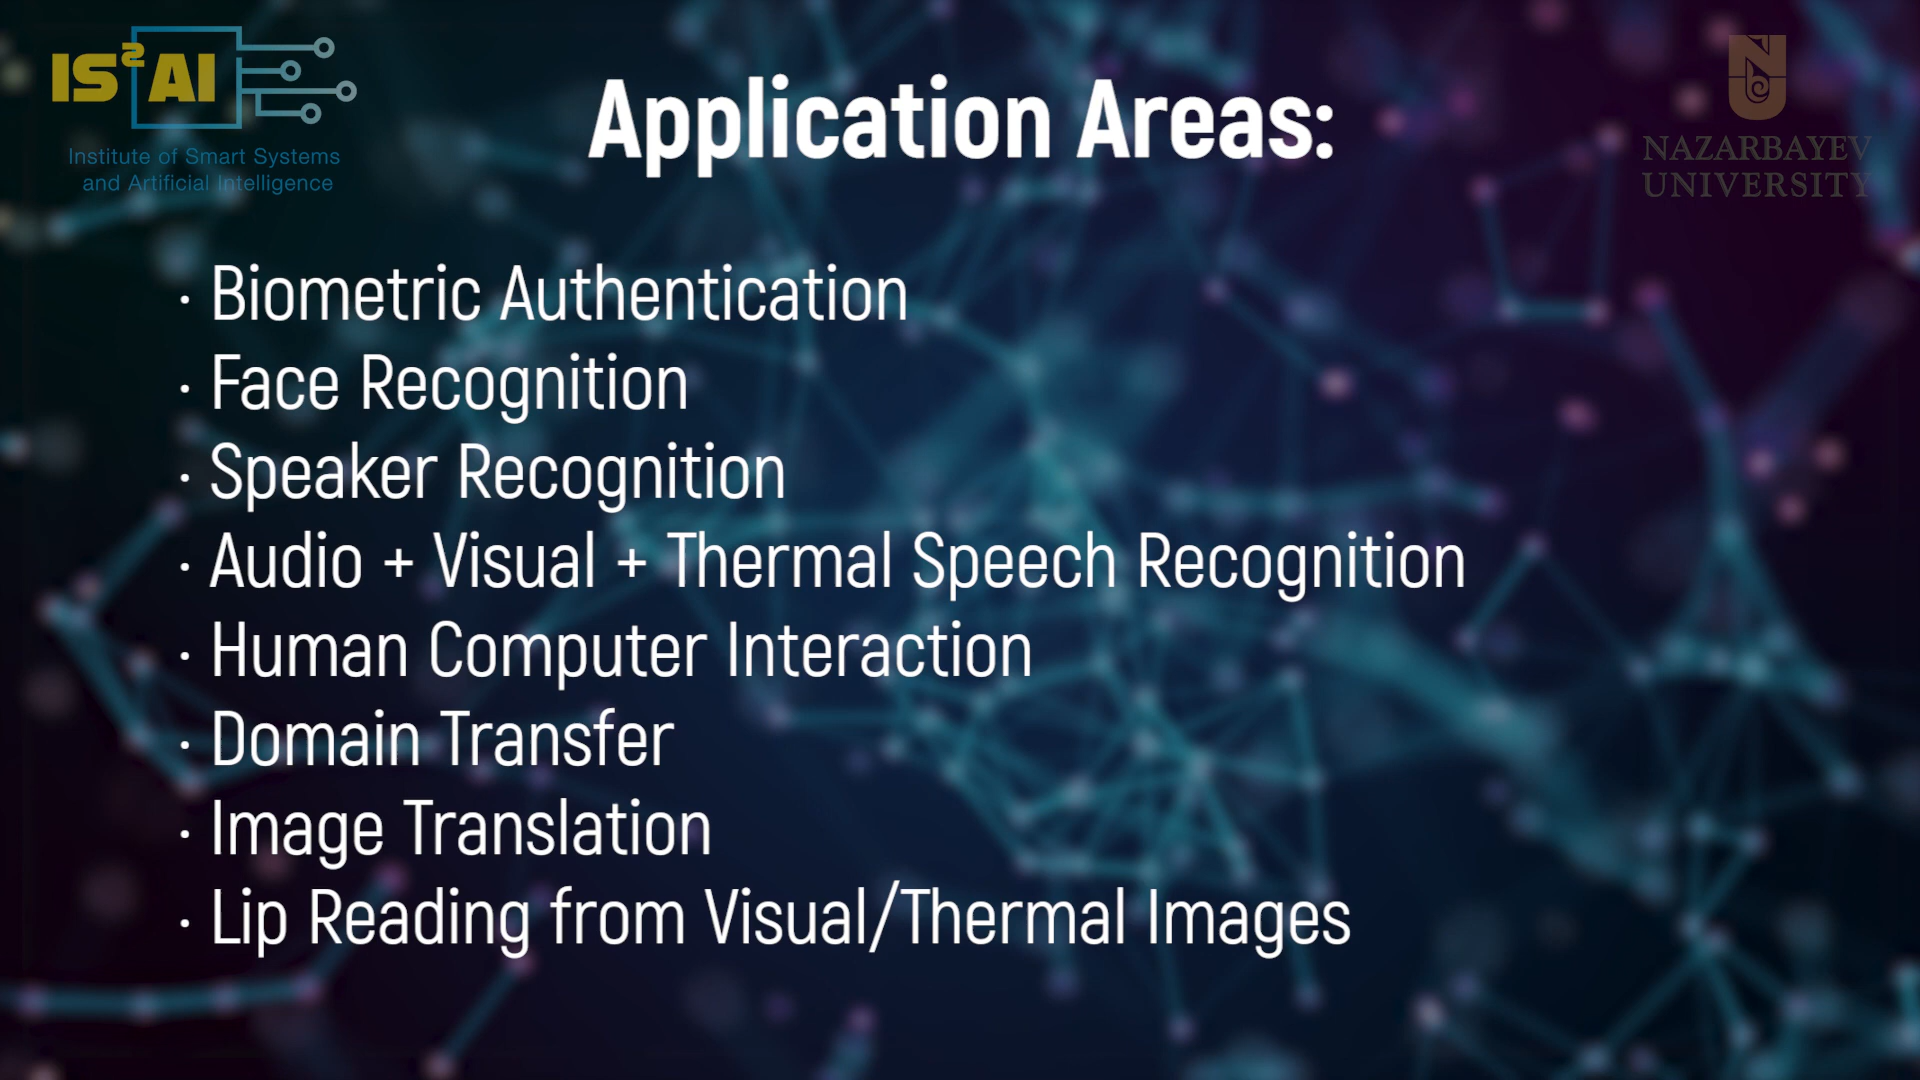 IS²AI
Institute of Smart Systems
and Artificial Intelligence
NAZARBAYEV
UNIVERSITY
Application Areas:
· Biometric Authentication
· Face Recognition
· Speaker Recognition
· Audio + Visual + Thermal Speech Recognition
· Human Computer Interaction
· Domain Transfer
· Image Translation
· Lip Reading from Visual/Thermal Images